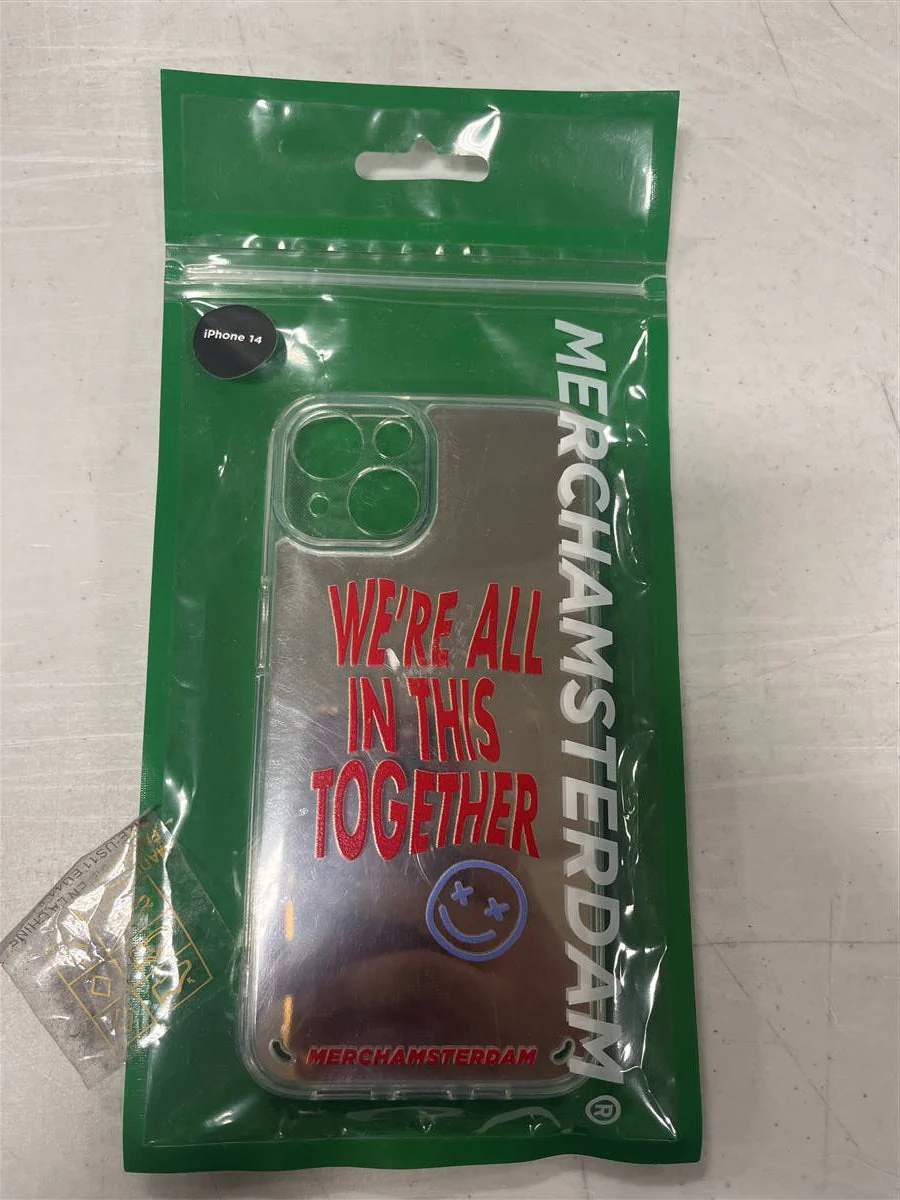 iPhone 14
MERCHAMSTERDAM®
WE'RE ALL
IN THIS
TOGETHER
MERCHAMSTERDAM